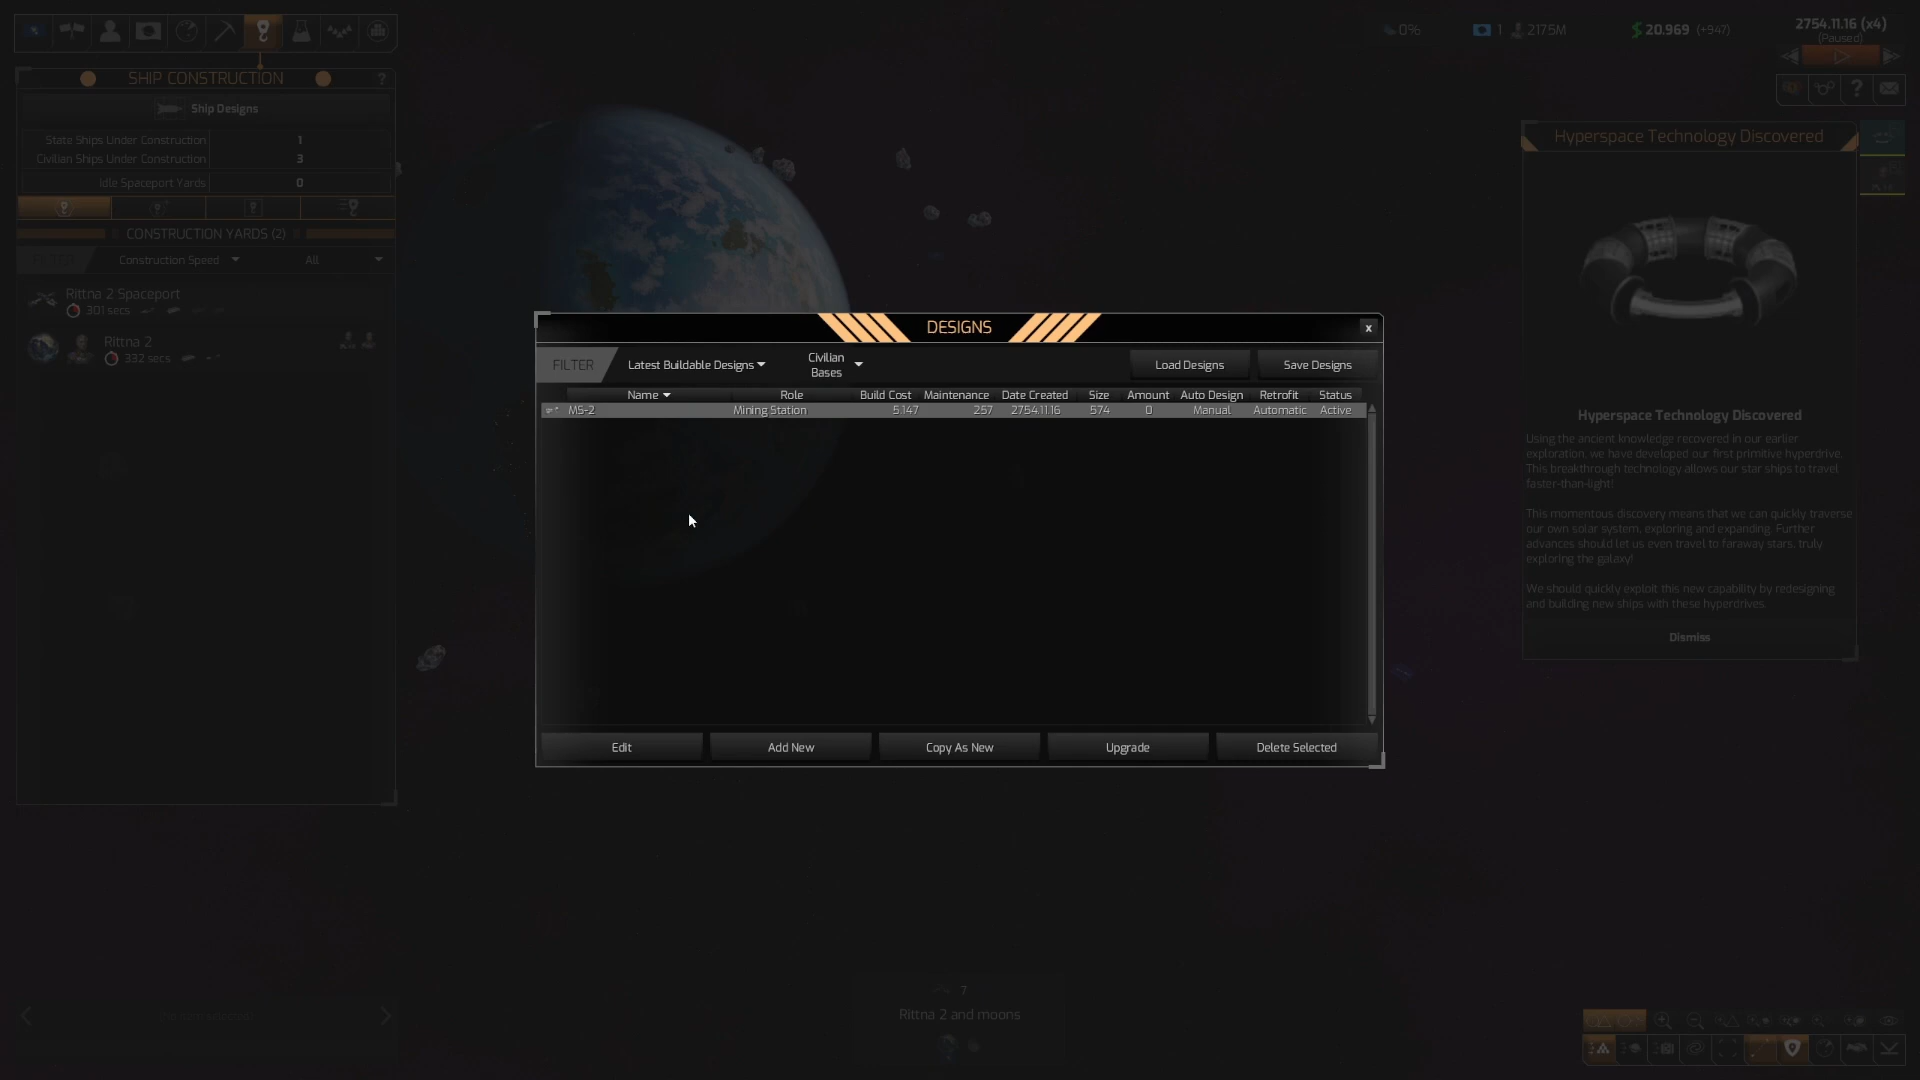 0%
1 2175M
20.969 (+947)
2754.11.16 (x4)
(Paused)
SHIP CONSTRUCTION
?
Ship Designs
State Ships Under Construction 1
Civilian Ships Under Construction 3
Idle Spaceport Yards 0
CONSTRUCTION YARDS (2)
FILTER Construction Speed All
Rittna 2 Spaceport
301 secs
Rittna 2
332 secs
DESIGNS
x
FILTER Latest Buildable Designs Civilian Bases Load Designs Save Designs
Name Role Build Cost Maintenance Date Created Size Amount Auto Design Retrofit Status
MS-2 Mining Station 5.147 257 2754.11.16 574 0 Manual Automatic Active
Edit Add New Copy As New Upgrade Delete Selected
Hyperspace Technology Discovered
Hyperspace Technology Discovered
Using the ancient knowledge recovered in our earlier
exploration, we have developed our first primitive hyperdrive.
This breakthrough technology allows our star ships to travel
faster-than-light!
This momentous discovery means that we can quickly traverse
our own solar system, exploring and expanding. Further
advances should let us even travel to faraway stars, truly
exploring the galaxy!
We should quickly exploit this new capability by redesigning
and building new ships with these hyperdrives.
Dismiss
7
Rittna 2 and moons